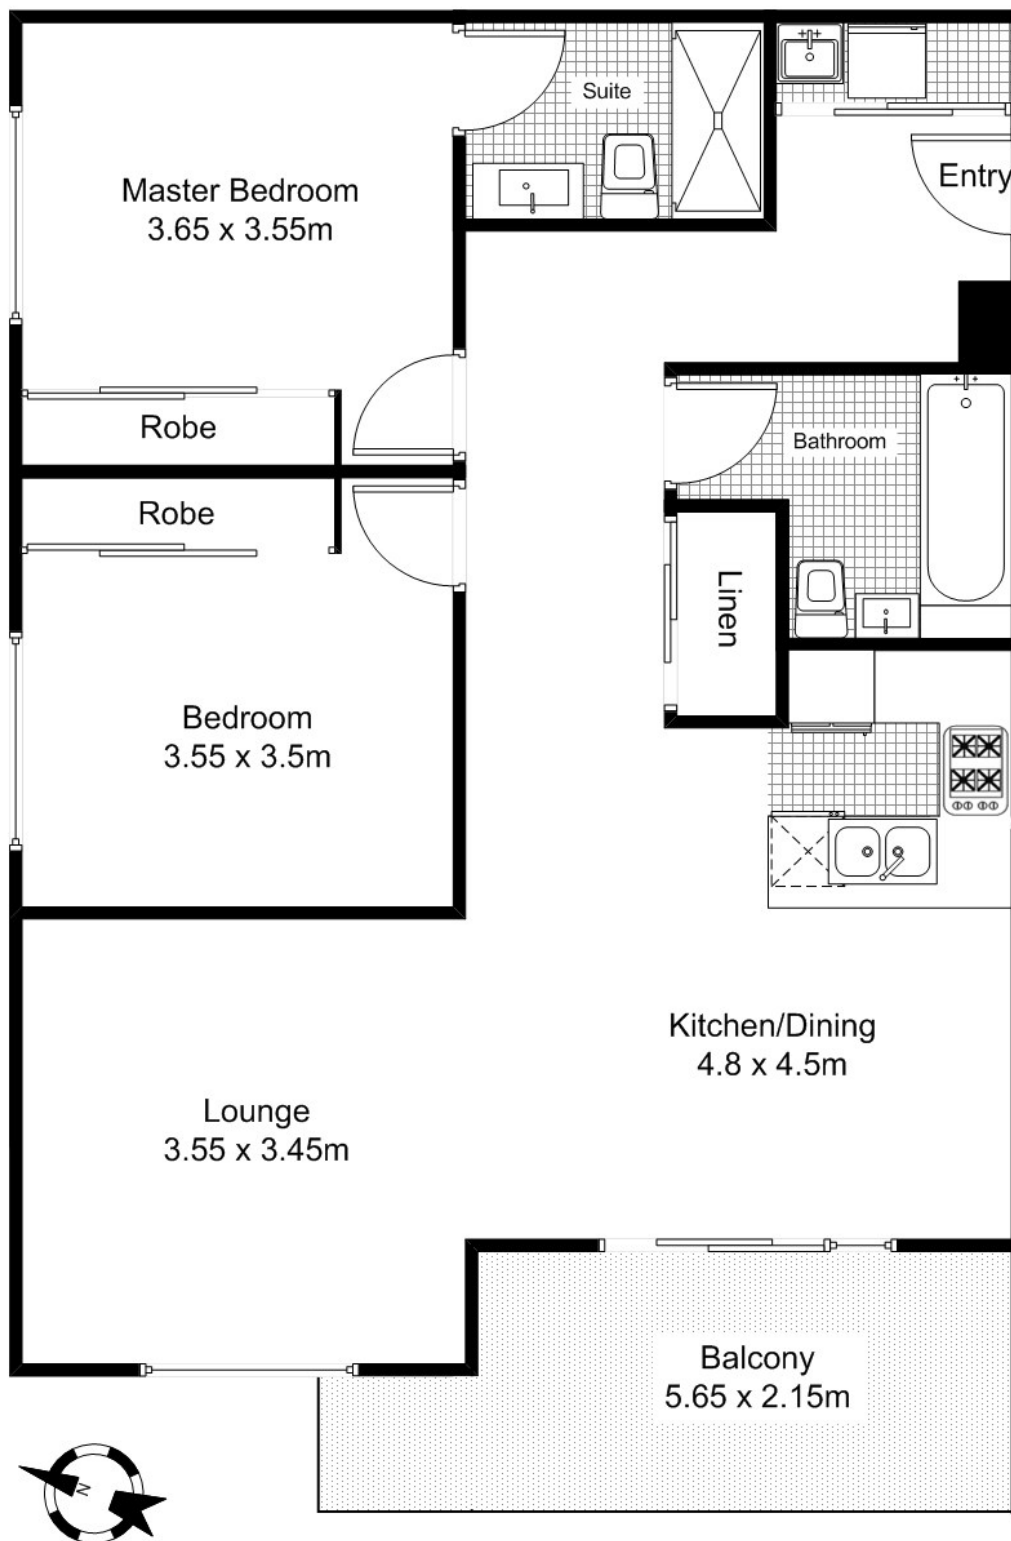 Suite
Master Bedroom
3.65 x 3.55m
Entry
Robe
Bathroom
Robe
Linen
Bedroom
3.55 x 3.5m
Kitchen/Dining
4.8 x 4.5m
Lounge
3.55 x 3.45m
Balcony
5.65 x 2.15m
N